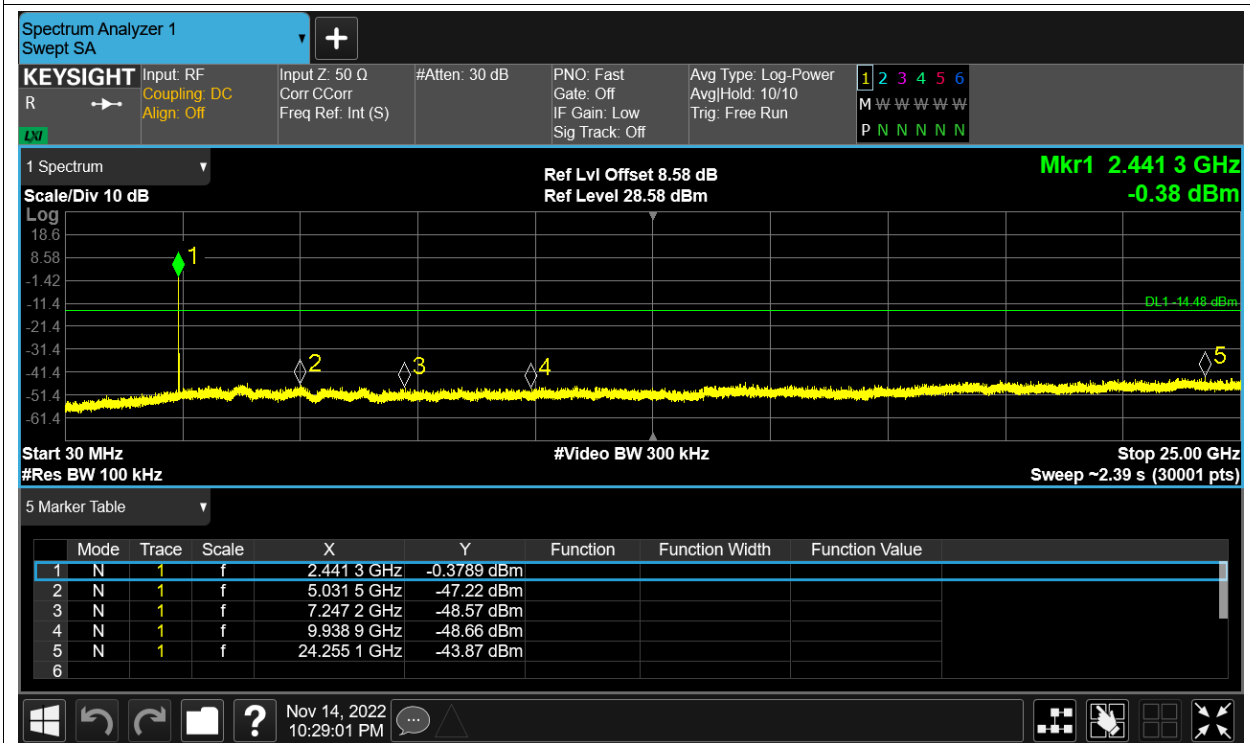 Spectrum Analyzer 1
Swept SA
+
KEYSIGHT
R
LXI
Input: RF
Coupling: DC
Align: Off
Input Z: 50 Ω
Corr CCorr
Freq Ref: Int (S)
#Atten: 30 dB
PNO: Fast
Gate: Off
IF Gain: Low
Sig Track: Off
Avg Type: Log-Power
Avg|Hold: 10/10
Trig: Free Run
1 2 3 4 5 6
M W W W W W
P N N N N N
1 Spectrum
Scale/Div 10 dB
Ref Lvl Offset 8.58 dB
Ref Level 28.58 dBm
Mkr1 2.441 3 GHz
-0.38 dBm
Log
18.6
8.58
-1.42
-11.4
-21.4
-31.4
-41.4
-51.4
-61.4
1
2
3
4
5
DL1 -14.48 dBm
Start 30 MHz
#Res BW 100 kHz
#Video BW 300 kHz
Stop 25.00 GHz
Sweep ~2.39 s (30001 pts)
5 Marker Table
Mode Trace Scale X Y Function Function Width Function Value
1 N 1 f 2.441 3 GHz -0.3789 dBm
2 N 1 f 5.031 5 GHz -47.22 dBm
3 N 1 f 7.247 2 GHz -48.57 dBm
4 N 1 f 9.938 9 GHz -48.66 dBm
5 N 1 f 24.255 1 GHz -43.87 dBm
6
?
Nov 14, 2022
10:29:01 PM